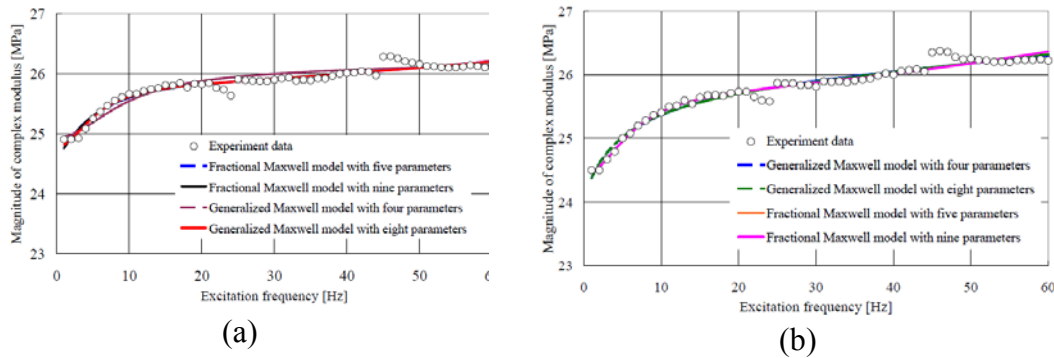 Magnitude of complex modulus [MPa]
27
26
25
24
23
Experiment data
Fractional Maxwell model with five parameters
Fractional Maxwell model with nine parameters
Generalized Maxwell model with four parameters
Generalized Maxwell model with eight parameters
0 10 20 30 40 50 6
Excitation frequency [Hz]
(a)
Magnitude of complex modulus [MPa]
27
26
25
24
23
Experiment data
Generalized Maxwell model with four parameters
Generalized Maxwell model with eight parameters
Fractional Maxwell model with five parameters
Fractional Maxwell model with nine parameters
0 10 20 30 40 50 60
Excitation frequency [Hz]
(b)